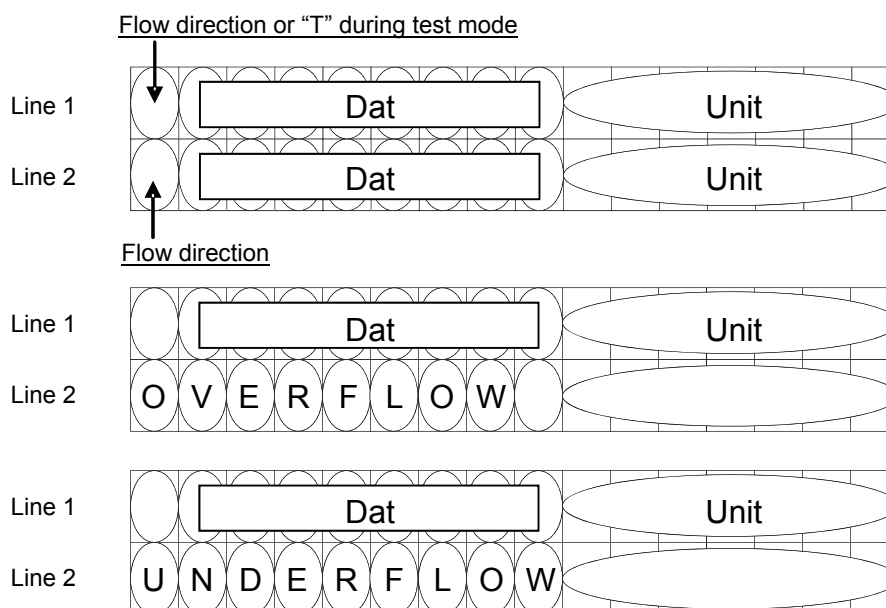 Flow direction or “T” during test mode
Line 1 Dat Unit
Line 2 Dat Unit
Flow direction
Line 1 Dat Unit
Line 2 O V E R F L O W
Line 1 Dat Unit
Line 2 U N D E R F L O W